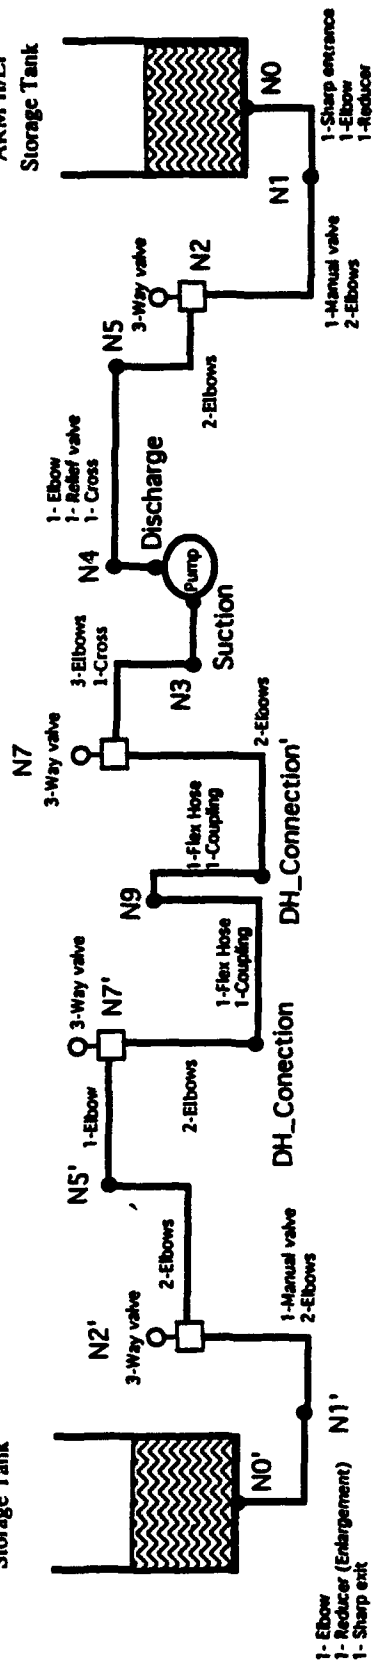 Storage Tank
N0'
1- Elbow
1- Reducer (Enlargement)
1- Sharp exit
N1'
1-Manual valve
2-Elbows
N2'
3-Way valve
2-Elbows
N5'
1-Elbow
3-Way valve
N7'
2-Elbows
DH_Conection
1-Flex Hose
1-Coupling
N9
1-Flex Hose
1-Coupling
DH_Connection'
2-Elbows
N7
3-Way valve
3-Elbows
1-Cross
N3
Suction
Pump
Discharge
N4
1- Elbow
1- Relief valve
1- Cross
N5
2-Elbows
3-Way valve
N2
1-Manual valve
2-Elbows
N1
N0
1-Sharp entrance
1-Elbow
1-Reducer
Storage Tank